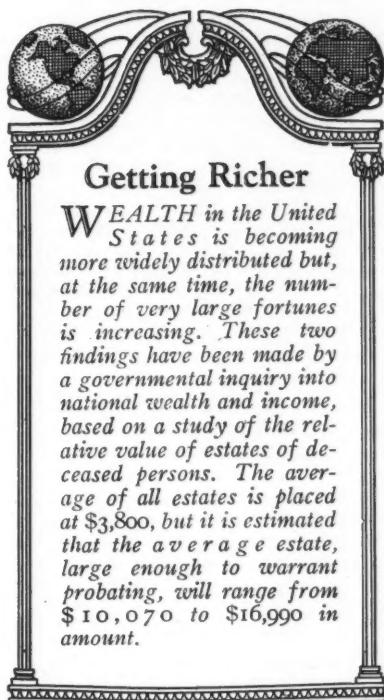 Getting Richer
WEALTH in the United
States is becoming
more widely distributed but,
at the same time, the num-
ber of very large fortunes
is increasing. These two
findings have been made by
a governmental inquiry into
national wealth and income,
based on a study of the rel-
ative value of estates of de-
ceased persons. The aver-
age of all estates is placed
at $3,800, but it is estimated
that the average estate,
large enough to warrant
probating, will range from
$10,070 to $16,990 in
amount.